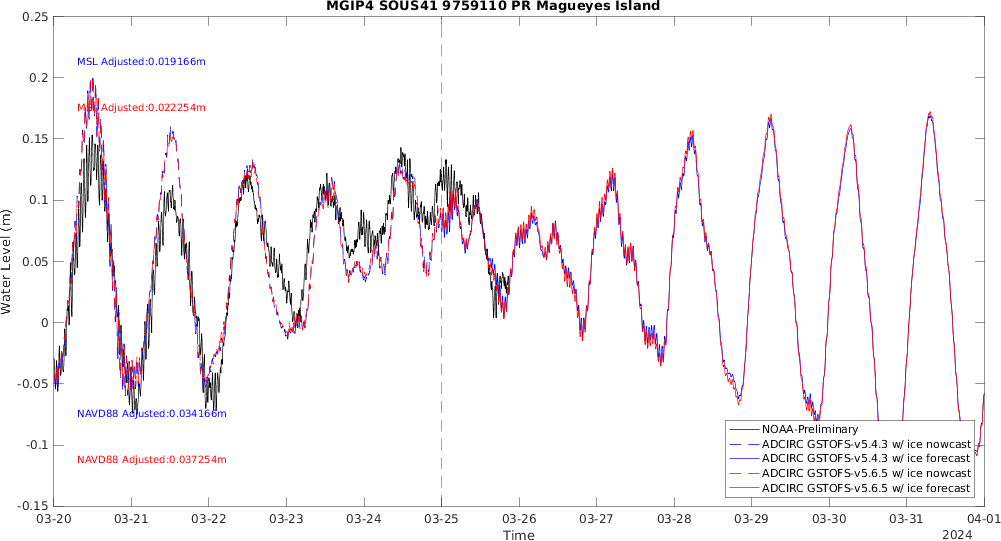 MGIP4 SOUS41 9759110 PR Magueyes Island
0.25
0.2
0.15
0.1
0.05
0
-0.05
-0.1
-0.15
Water Level (m)
MSL Adjusted:0.019166m
MSL Adjusted:0.022254m
NAVD88 Adjusted:0.034166m
NAVD88 Adjusted:0.037254m
NOAA-Preliminary
ADCIRC GSTOFS-v5.4.3 w/ ice nowcast
ADCIRC GSTOFS-v5.4.3 w/ ice forecast
ADCIRC GSTOFS-v5.6.5 w/ ice nowcast
ADCIRC GSTOFS-v5.6.5 w/ ice forecast
03-20 03-21 03-22 03-23 03-24 03-25 03-26 03-27 03-28 03-29 03-30 03-31 04-01
Time
2024